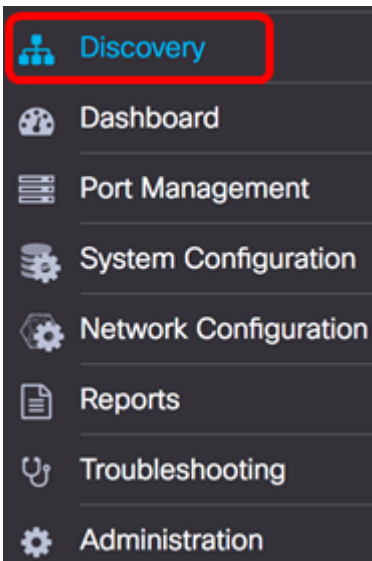 Discovery
Dashboard
Port Management
System Configuration
Network Configuration
Reports
Troubleshooting
Administration